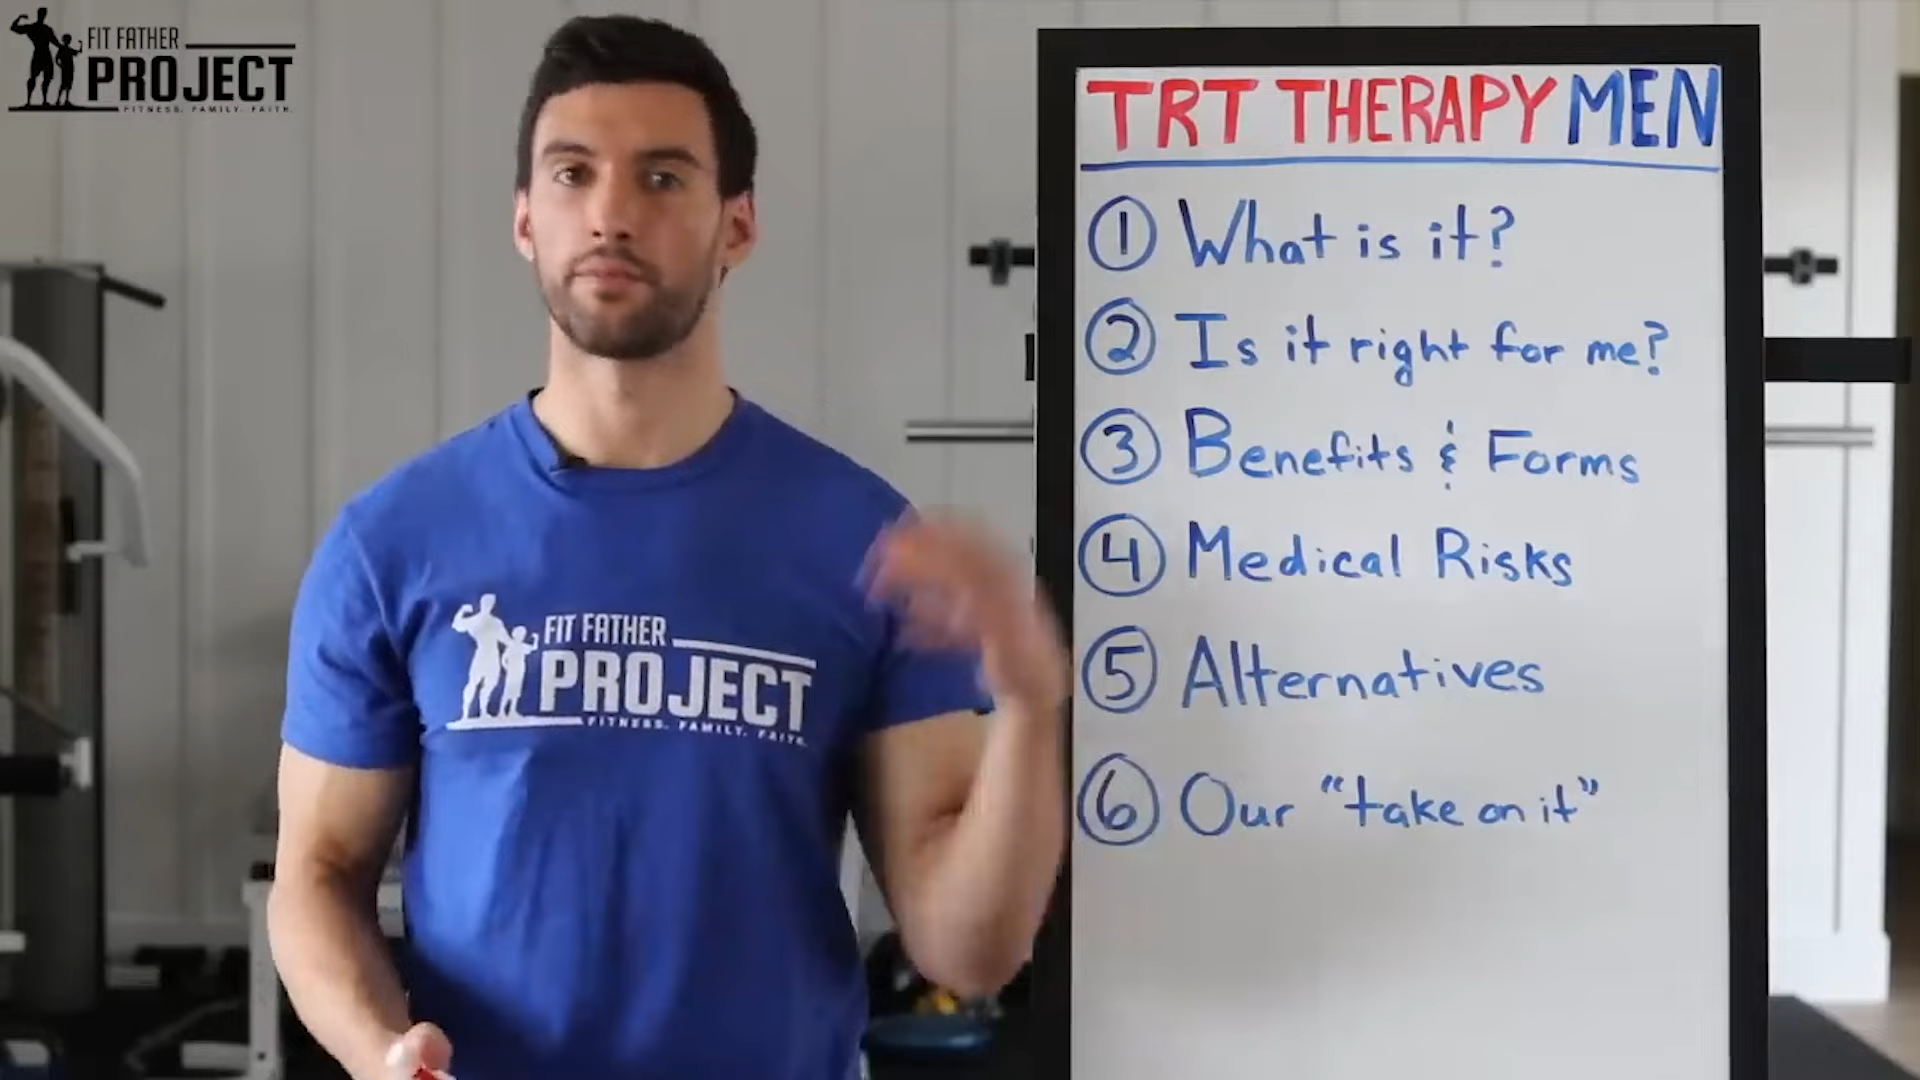 FIT FATHER
PROJECT
FITNESS. FAMILY. FAITH.
TRT THERAPY MEN
1 What is it?
2 Is it right for me?
3 Benefits & Forms
4 Medical Risks
5 Alternatives
6 Our "take on it"
FIT FATHER
PROJECT
FITNESS. FAMILY. FAITH.